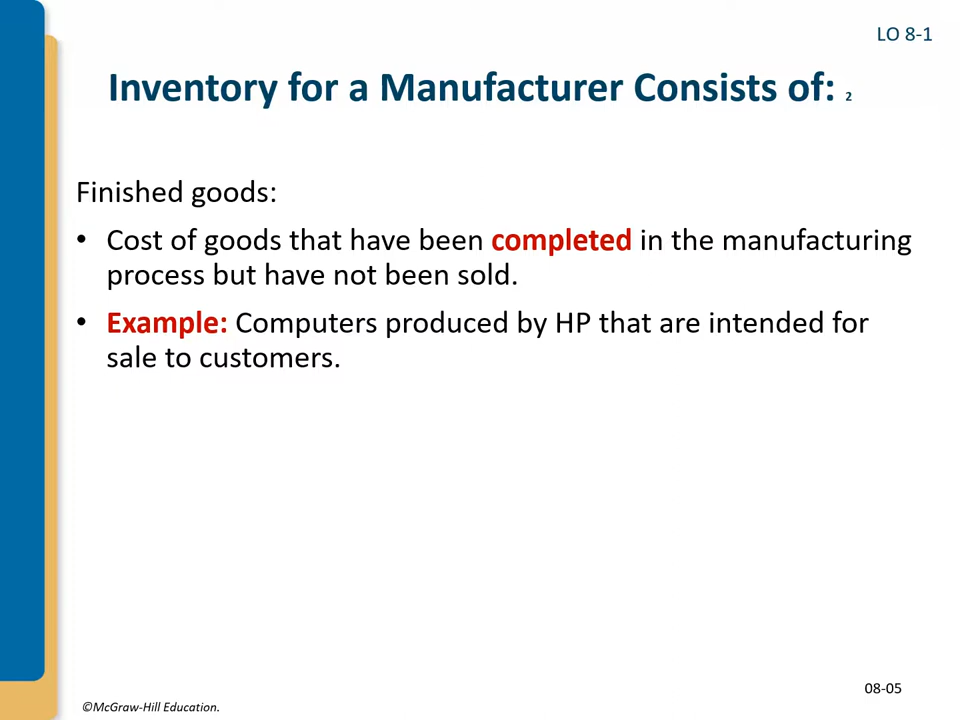 LO 8-1
Inventory for a Manufacturer Consists of: 2
Finished goods:
• Cost of goods that have been completed in the manufacturing
process but have not been sold.
• Example: Computers produced by HP that are intended for
sale to customers.
08-05
©McGraw-Hill Education.